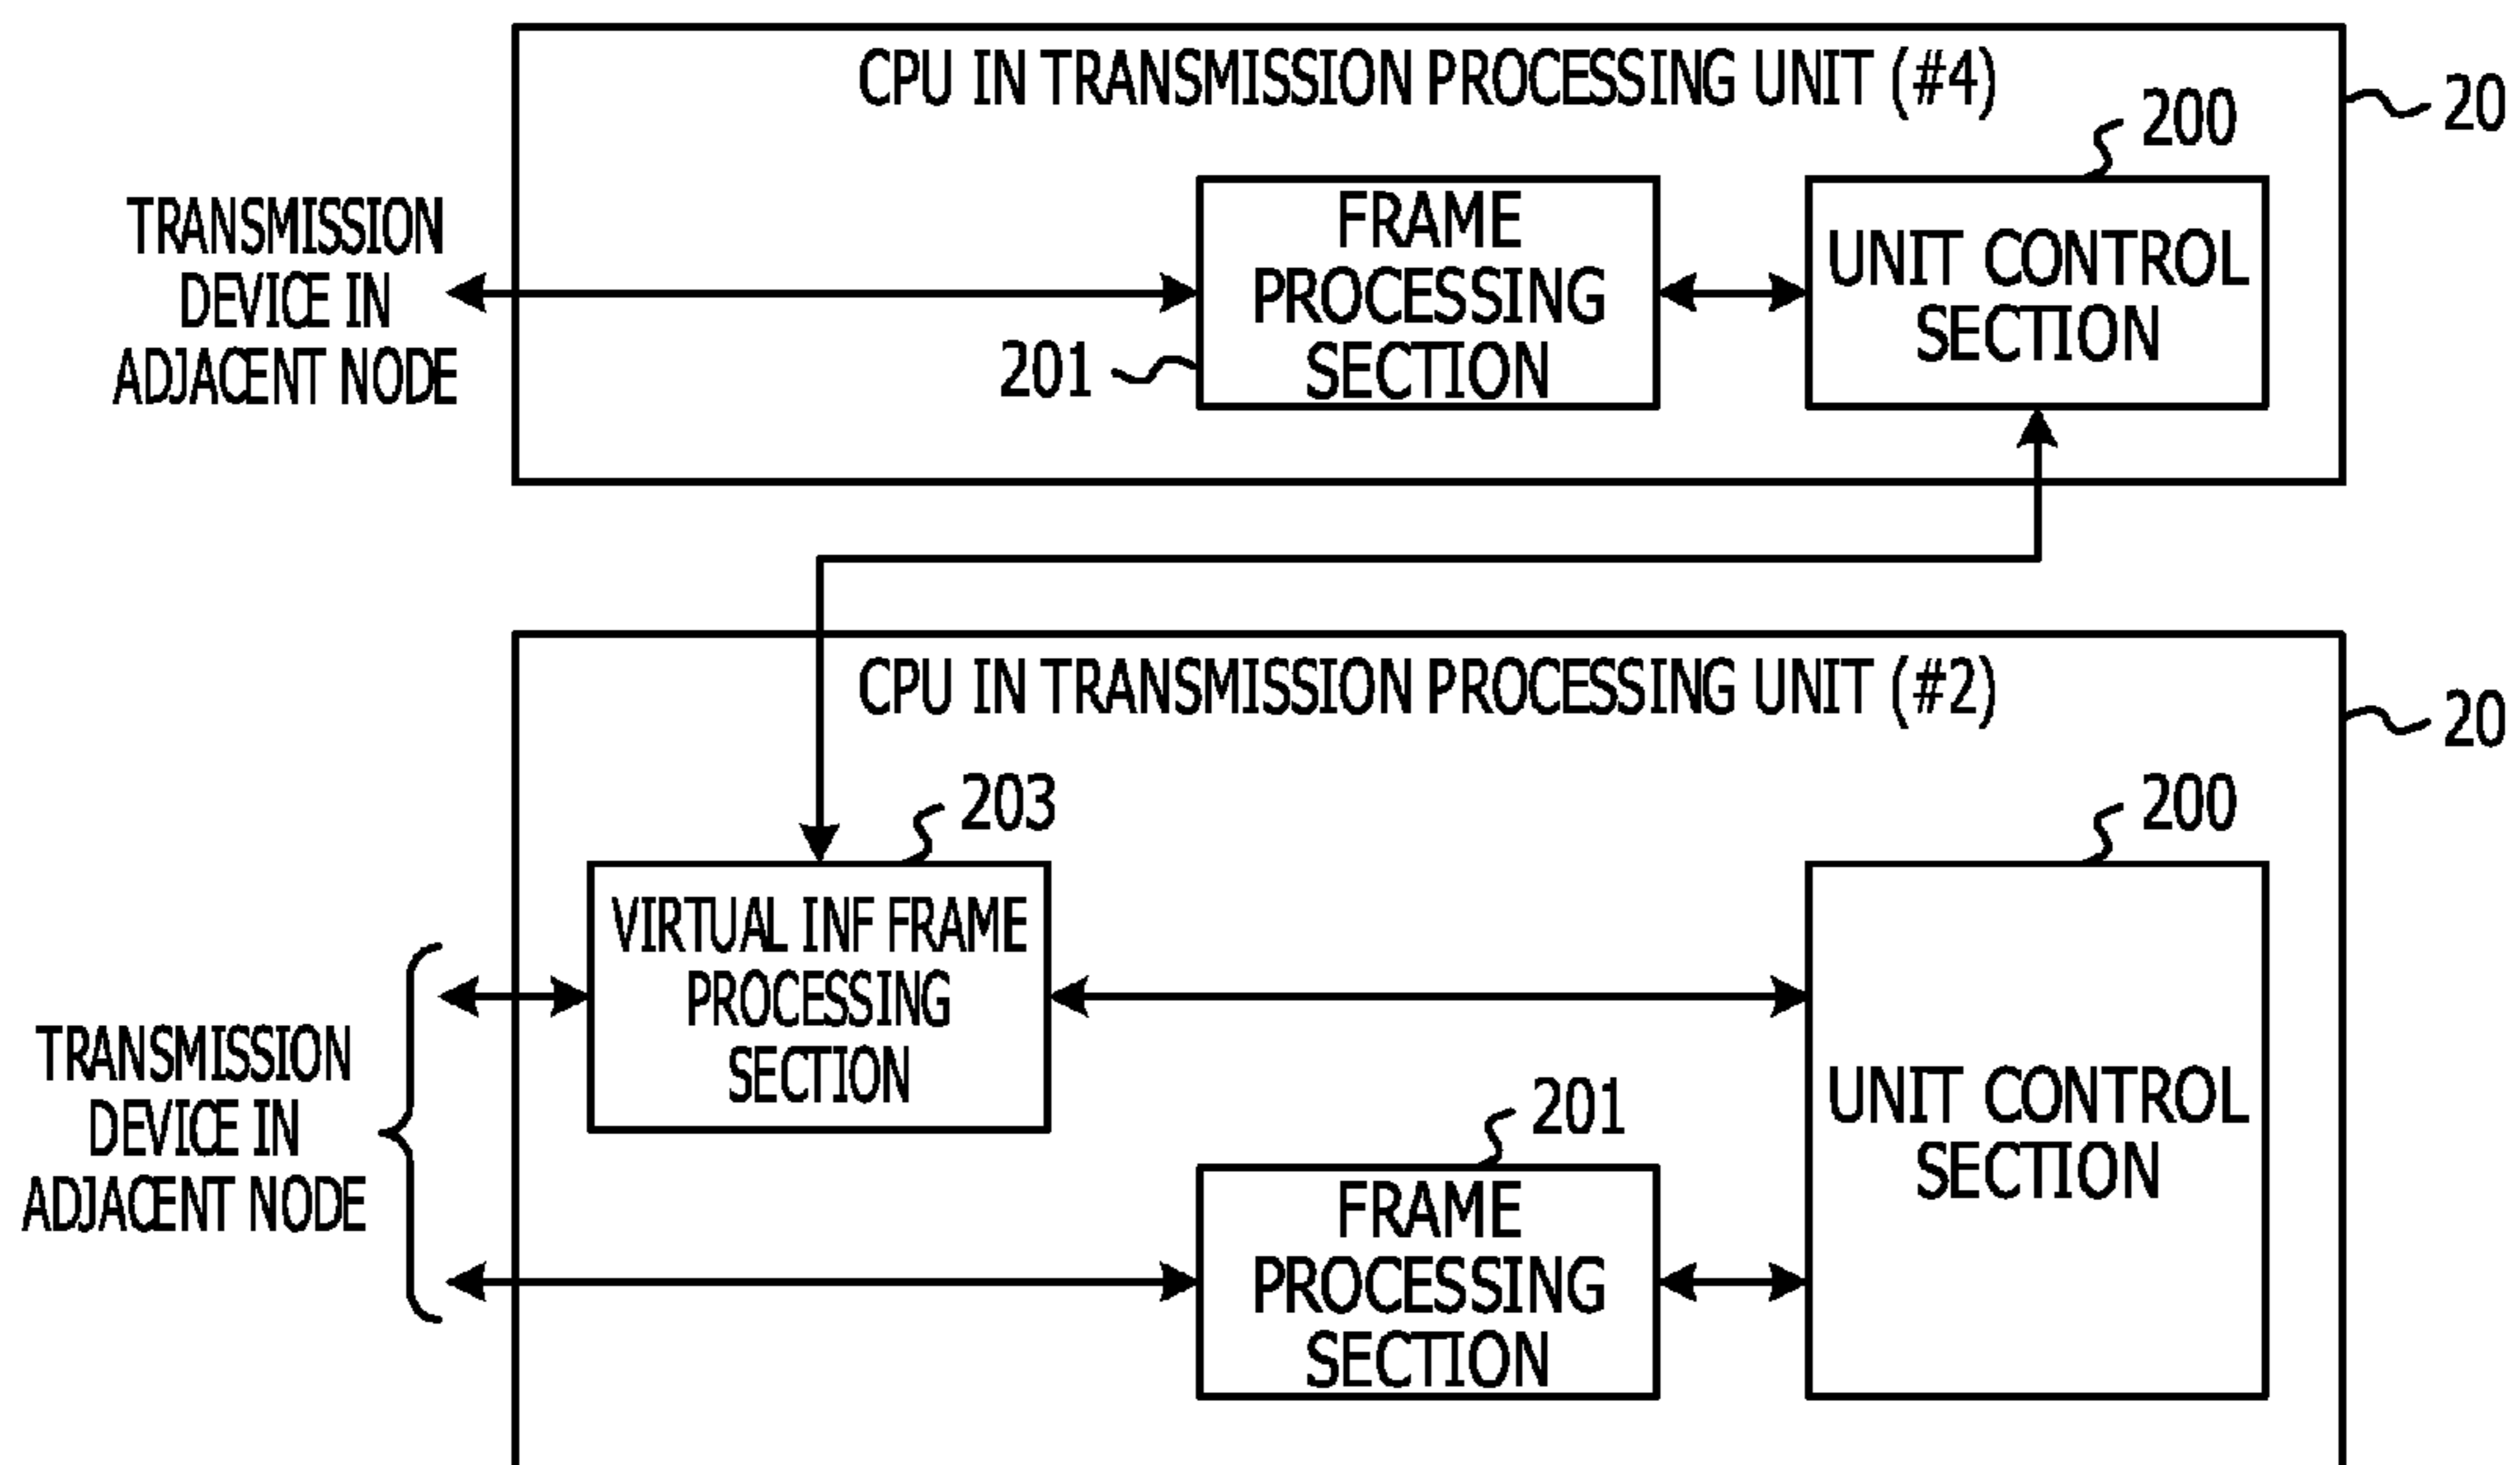 CPU IN TRANSMISSION PROCESSING UNIT (#4)
20
200
TRANSMISSION
DEVICE IN
ADJACENT NODE
FRAME
PROCESSING
SECTION
201
UNIT CONTROL
SECTION
CPU IN TRANSMISSION PROCESSING UNIT (#2)
20
203
200
VIRTUAL INF FRAME
PROCESSING
SECTION
TRANSMISSION
DEVICE IN
ADJACENT NODE
201
FRAME
PROCESSING
SECTION
UNIT CONTROL
SECTION